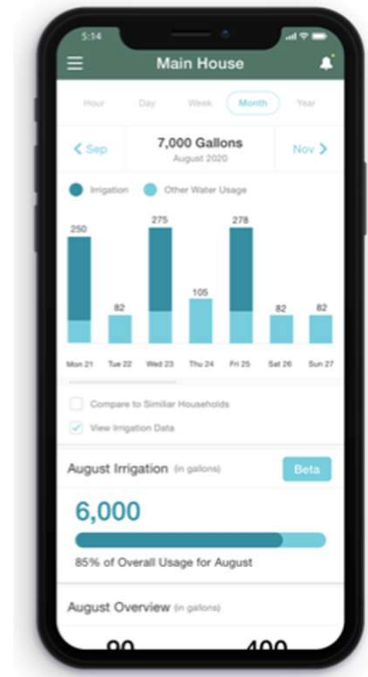 5:14
Main House
Hour Day Week Month Year
Sep
7,000 Gallons
August 2020
Nov
Irrigation Other Water Usage
250
82
275
105
278
82
82
Mon 21 Tue 22 Wed 23 Thu 24 Fri 25 Sat 26 Sun 27
Compare to Similiar Households
View Irrigation Data
August Irrigation (in gallons)
Beta
6,000
85% of Overall Usage for August
August Overview (in gallons)
90
400